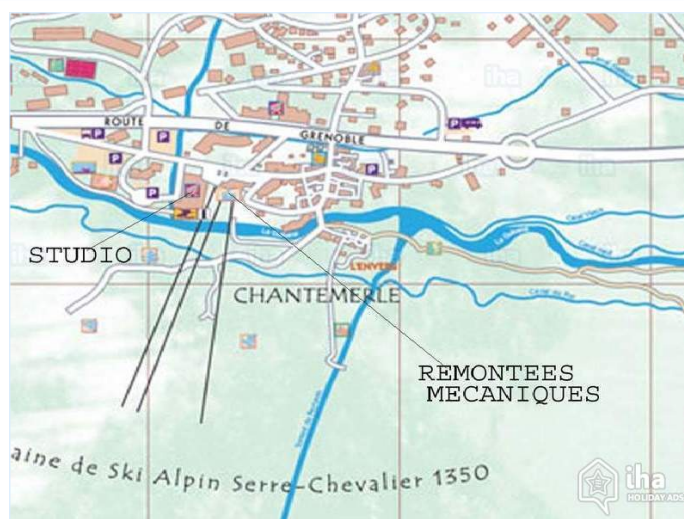 ROUTE DE GRENOBLE
P
P
P
P
P
P
STUDIO
L'ENVERS
CHANTEMERLE
REMONTEES
MECANIQUES
aine de Ski Alpin Serre-Chevalier 1350
iha
HOLIDAY ADS